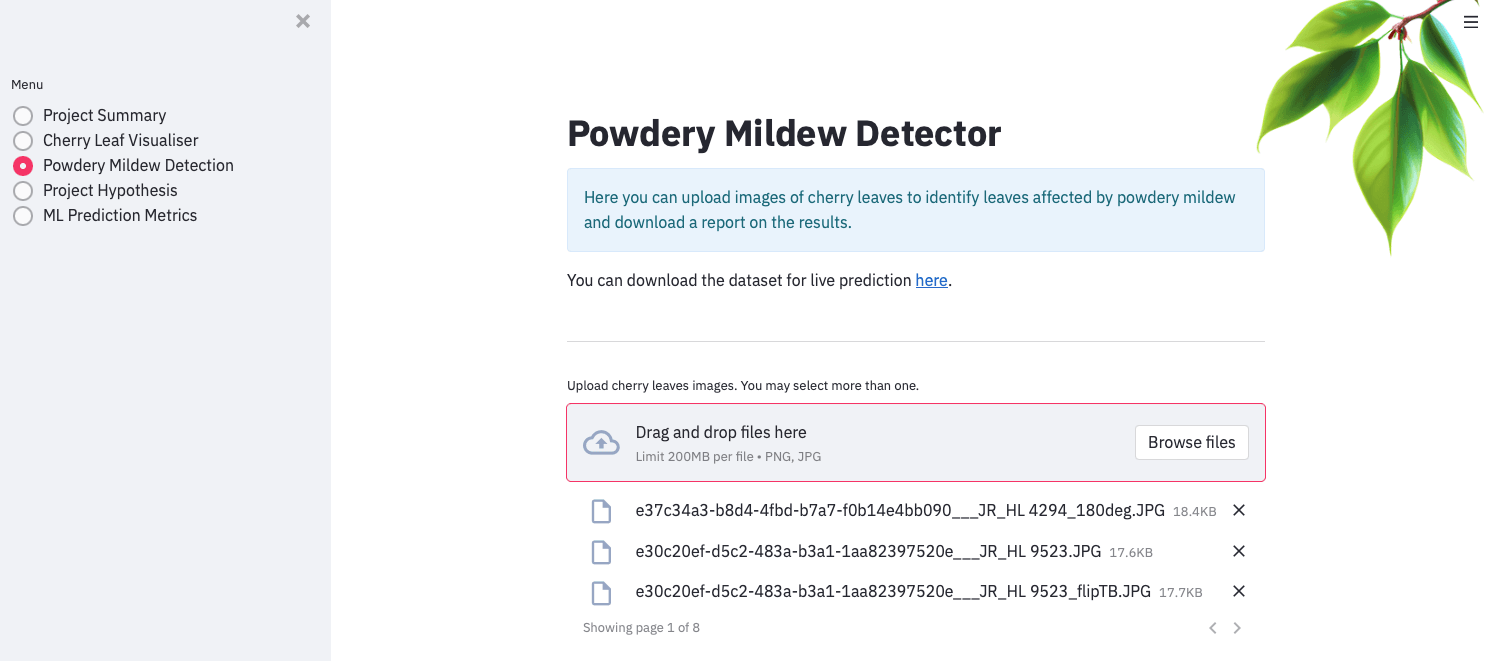 Menu
Project Summary
Cherry Leaf Visualiser
Powdery Mildew Detection
Project Hypothesis
ML Prediction Metrics
Powdery Mildew Detector
Here you can upload images of cherry leaves to identify leaves affected by powdery mildew
and download a report on the results.
You can download the dataset for live prediction here.
Upload cherry leaves images. You may select more than one.
Drag and drop files here
Limit 200MB per file • PNG, JPG
Browse files
e37c34a3-b8d4-4fbd-b7a7-f0b14e4bb090___JR_HL 4294_180deg.JPG 18.4KB
e30c20ef-d5c2-483a-b3a1-1aa82397520e___JR_HL 9523.JPG 17.6KB
e30c20ef-d5c2-483a-b3a1-1aa82397520e___JR_HL 9523_flipTB.JPG 17.7KB
Showing page 1 of 8